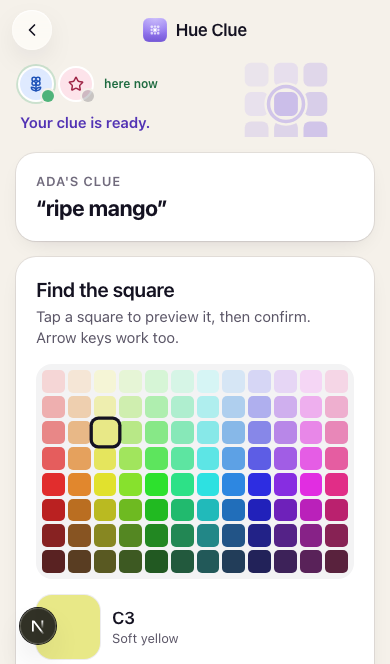 Hue Clue
here now
Your clue is ready.
ADA'S CLUE
“ripe mango”
Find the square
Tap a square to preview it, then confirm.
Arrow keys work too.
N
C3
Soft yellow